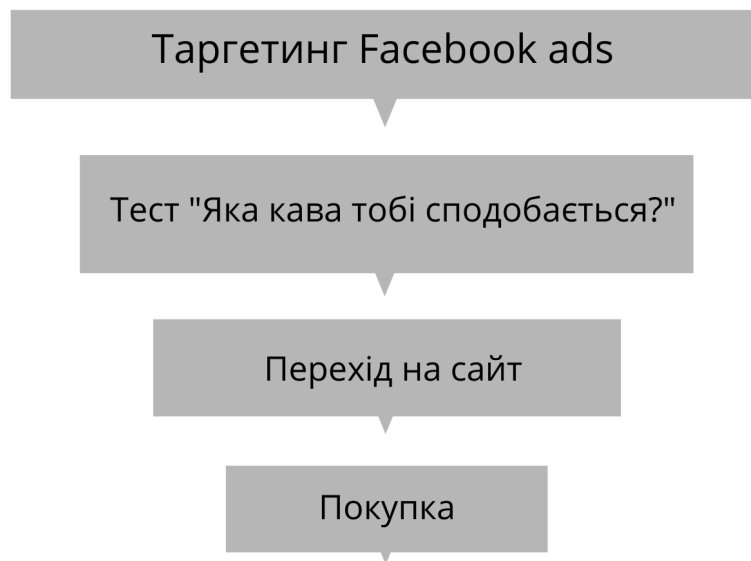 Таргетинг Facebook ads
Тест "Яка кава тобі сподобається?"
Перехід на сайт
Покупка